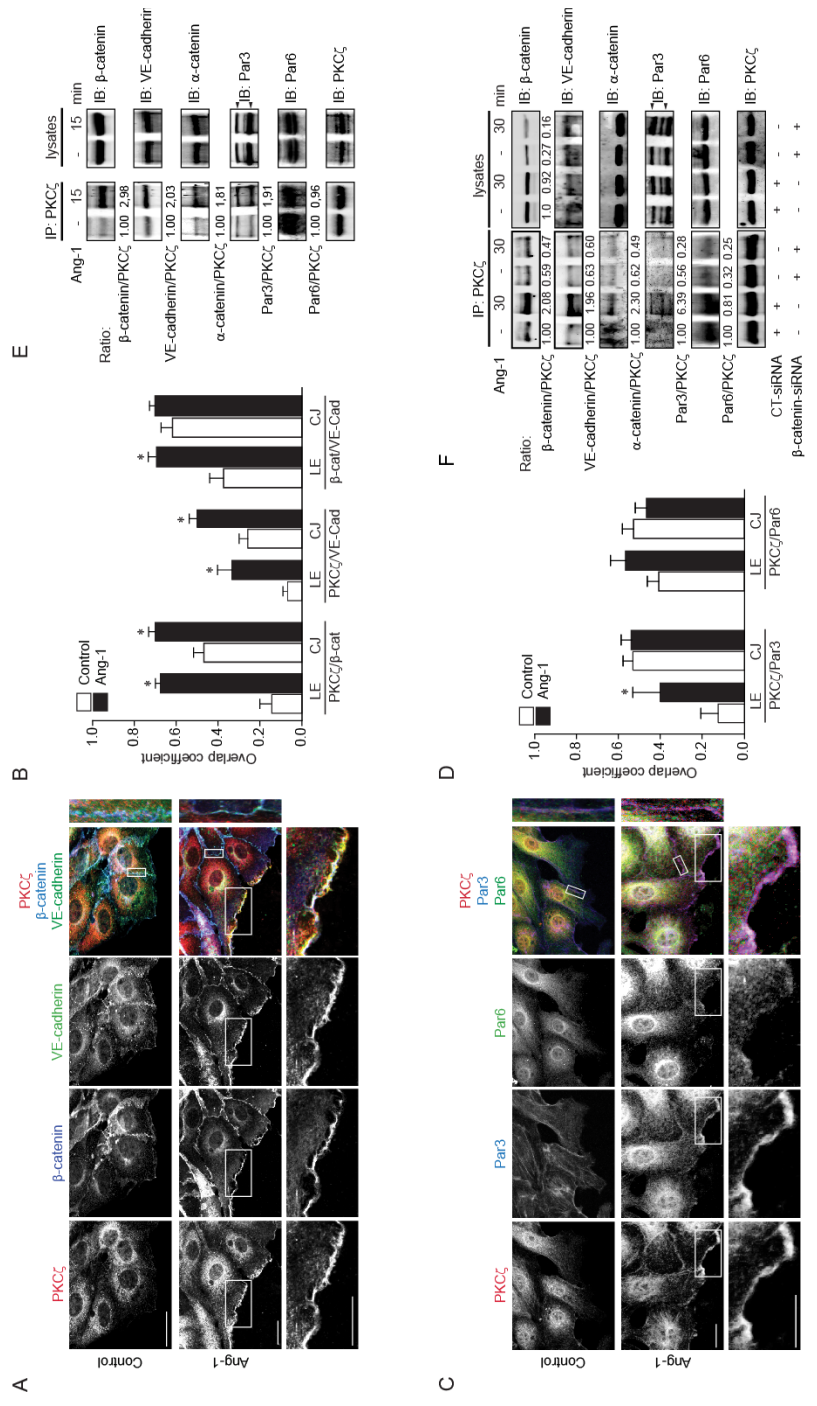 A
PKCζ
β-catenin
VE-cadherin
PKCζ
β-catenin
VE-cadherin
Control
Ang-1
B
Control
Ang-1
Overlap coefficient
1.0
0.8
0.6
0.4
0.2
0.0
* * * * *
LE CJ LE CJ LE CJ
PKCζ/β-cat PKCζ/VE-Cad β-cat/VE-Cad
E
IP: PKCζ lysates
Ang-1 - 15 - 15 min
Ratio:
IB: β-catenin
β-catenin/PKCζ 1.00 2,98
IB: VE-cadherin
VE-cadherin/PKCζ 1.00 2,03
IB: α-catenin
α-catenin/PKCζ 1.00 1,81
IB: Par3
Par3/PKCζ 1.00 1,91
IB: Par6
Par6/PKCζ 1.00 0,96
IB: PKCζ
C
PKCζ
Par3
Par6
PKCζ
Par3
Par6
Control
Ang-1
D
Control
Ang-1
Overlap coefficient
1.0
0.8
0.6
0.4
0.2
0.0
*
LE CJ LE CJ
PKCζ/Par3 PKCζ/Par6
F
IP: PKCζ lysates
Ang-1 - 30 - 30 - 30 - 30 min
Ratio:
IB: β-catenin
β-catenin/PKCζ 1.00 2.08 0.59 0.47 1.0 0.92 0.27 0.16
IB: VE-cadherin
VE-cadherin/PKCζ 1.00 1.96 0.63 0.60
IB: α-catenin
α-catenin/PKCζ 1.00 2.30 0.62 0.49
IB: Par3
Par3/PKCζ 1.00 6.39 0.56 0.28
IB: Par6
Par6/PKCζ 1.00 0.81 0.32 0.25
IB: PKCζ
CT-siRNA + + - - + + - -
β-catenin-siRNA - - + + - - + +